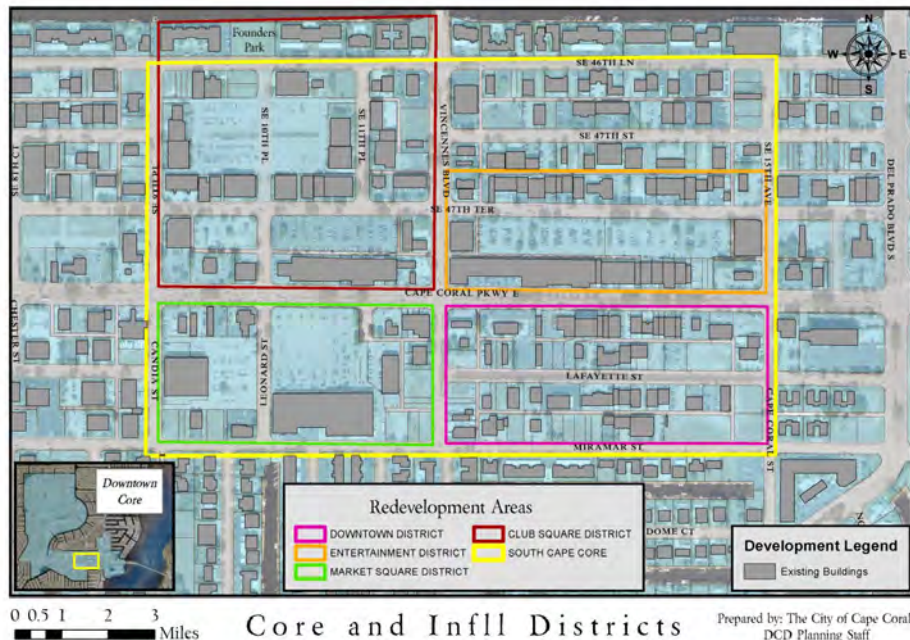 Founders
Park
N
W E
S
SE 46TH LN
SE 10TH PL
SE 11TH PL
VINCENNES BLVD
SE 47TH ST
SE 15TH AVE
DEL PRADO BLVD S
SE 8TH CT
SE 47TH TER
CAPE CORAL PKWY E
CHESTER ST
CANDIA ST
LEONARD ST
LAFAYETTE ST
CAPE CORAL ST
MIRAMAR ST
DOME CT
Downtown
Core
Redevelopment Areas
DOWNTOWN DISTRICT
CLUB SQUARE DISTRICT
ENTERTAINMENT DISTRICT
SOUTH CAPE CORE
MARKET SQUARE DISTRICT
Development Legend
Existing Buildings
0 0.5 1 2 3
Miles
Core and Infll Districts
Prepared by: The City of Cape Coral
DCD Planning Staff